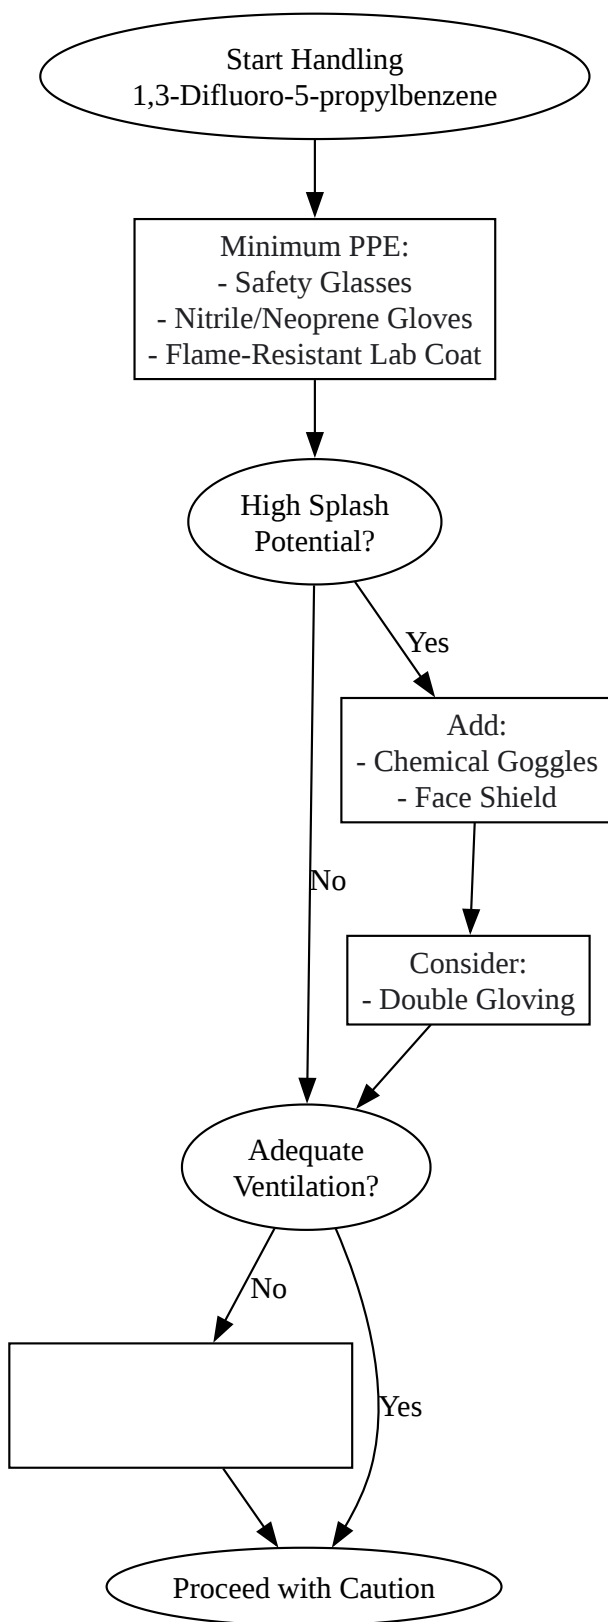 Start Handling
1,3-Difluoro-5-propylbenzene
Minimum PPE:
- Safety Glasses
- Nitrile/Neoprene Gloves
- Flame-Resistant Lab Coat
High Splash
Potential?
Yes
Add:
- Chemical Goggles
- Face Shield
No
Consider:
- Double Gloving
Adequate
Ventilation?
No
Yes
Proceed with Caution